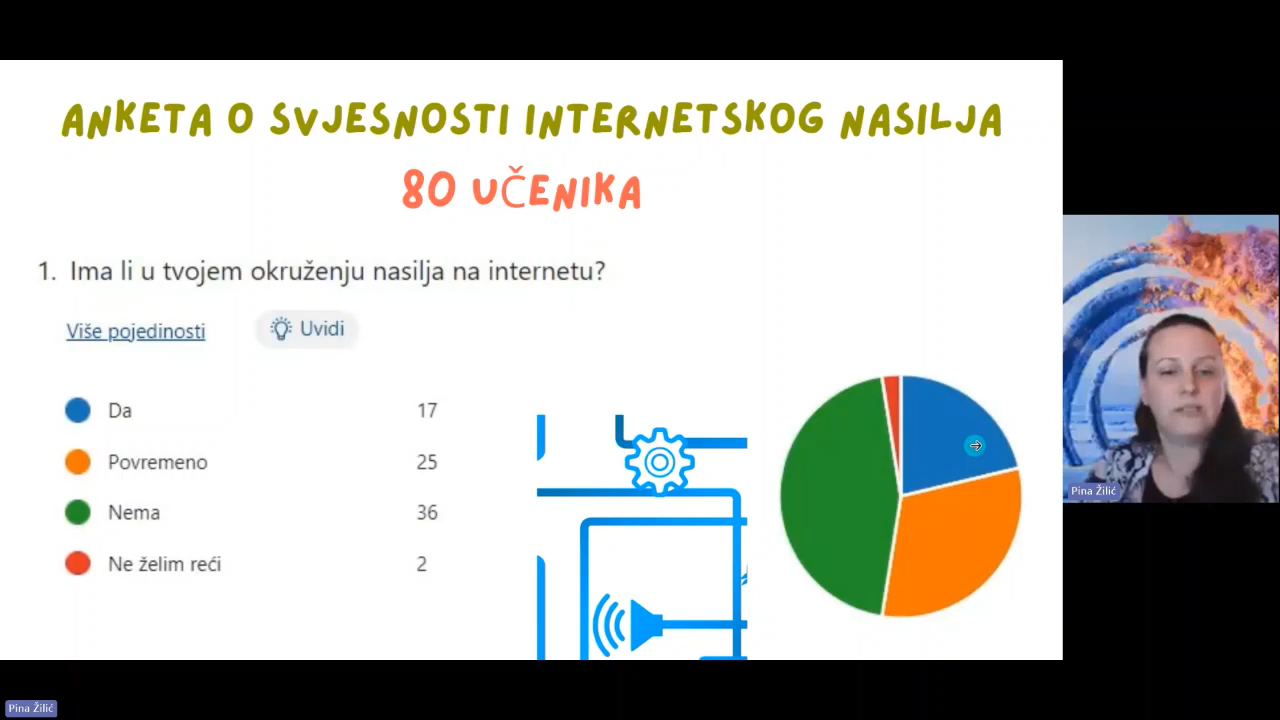 ANKETA O SVJESNOSTI INTERNETSKOG NASILJA
80 UČENIKA
1. Ima li u tvojem okruženju nasilja na internetu?
Više pojedinosti
Uvidi
Da 17
Povremeno 25
Nema 36
Ne želim reći 2
Pina Žilić
Pina Žilić